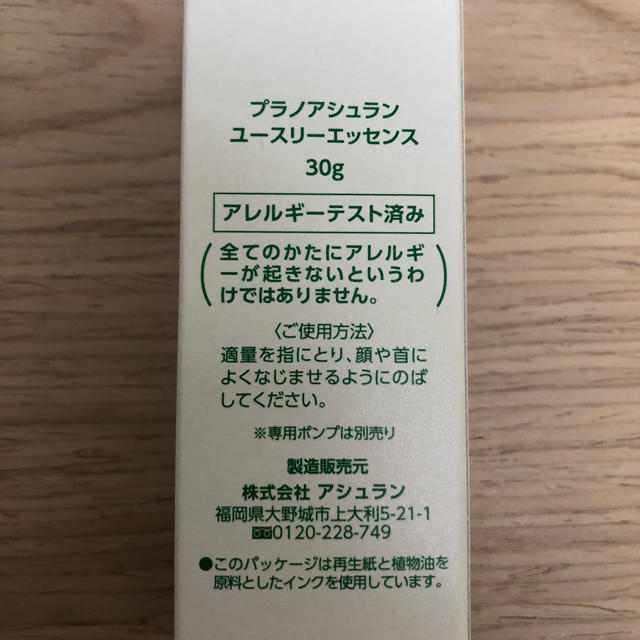 プラノアシュラン
ユースリーエッセンス
30g
アレルギーテスト済み
(全てのかたにアレルギ
ーが起きないというわ
けではありません。)
〈ご使用方法〉
適量を指にとり、顔や首に
よくなじませるようにのば
してください。
※専用ポンプは別売り
製造販売元
株式会社 アシュラン
福岡県大野城市上大利5-21-1
0120-228-749
●このパッケージは再生紙と植物油を
原料としたインクを使用しています。